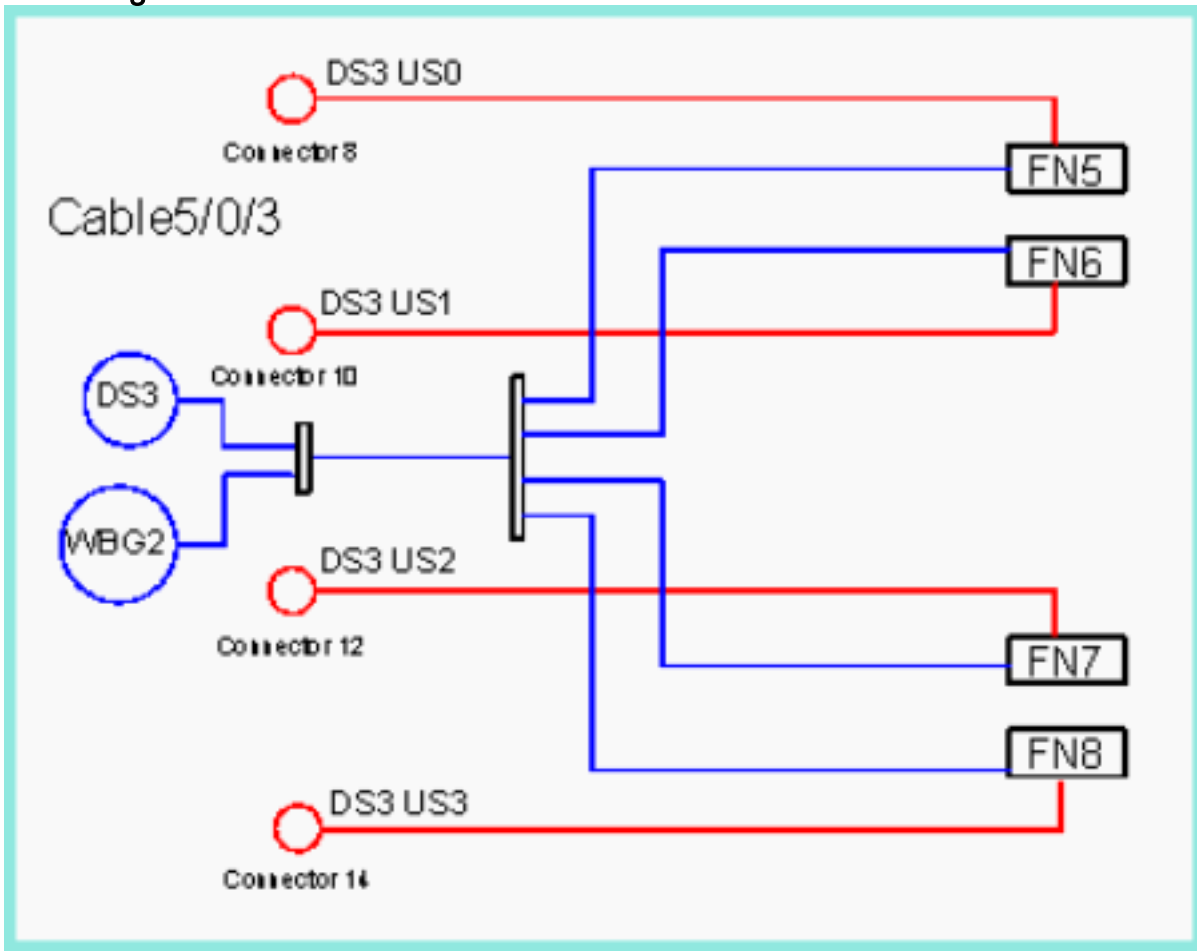 DS3 US0
Connector 8
FN5
Cable5/0/3
FN6
DS3 US1
Connector 10
DS3
WBG2
DS3 US2
Connector 12
FN7
FN8
DS3 US3
Connector 14